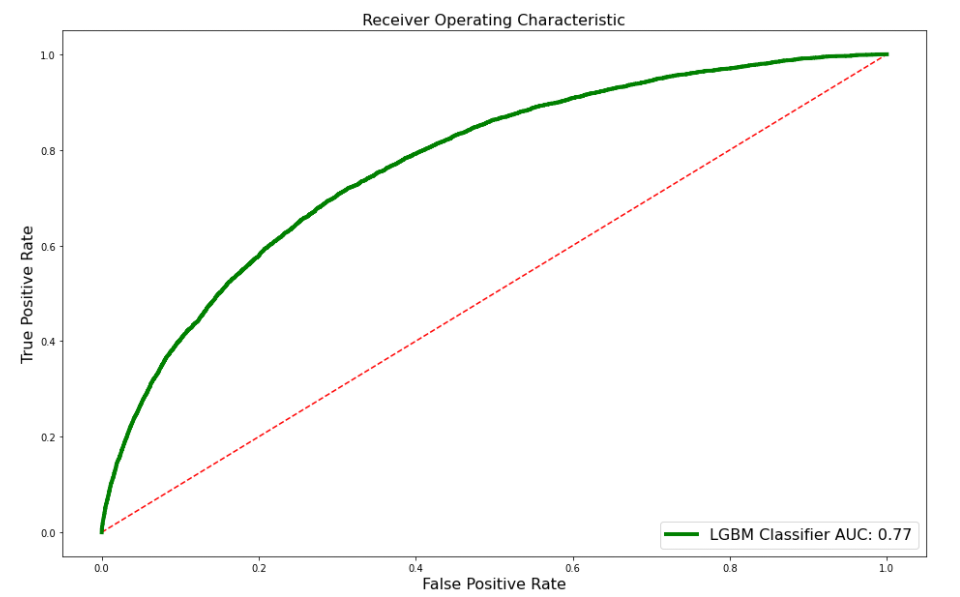 Receiver Operating Characteristic
1.0
0.8
0.6
0.4
0.2
0.0
True Positive Rate
LGBM Classifier AUC: 0.77
0.0 0.2 0.4 0.6 0.8 1.0
False Positive Rate